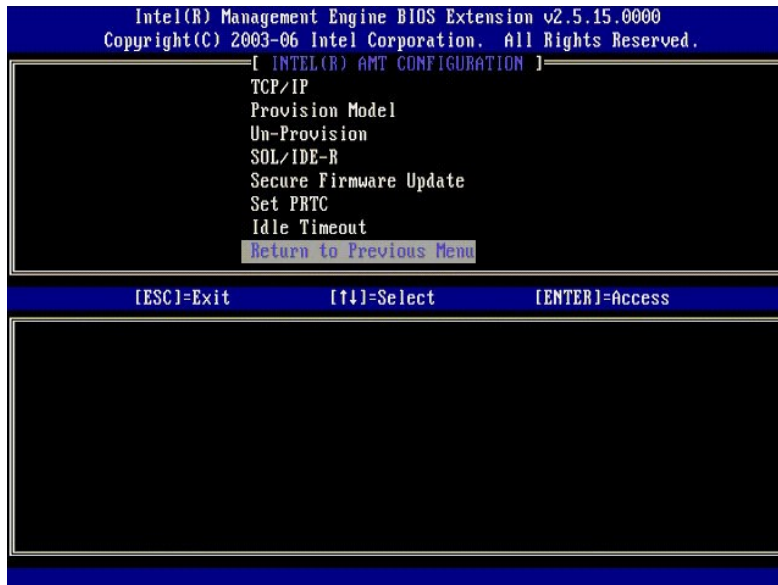 Intel(R) Management Engine BIOS Extension v2.5.15.0000
Copyright(C) 2003-06 Intel Corporation. All Rights Reserved.
[ INTEL(R) AMT CONFIGURATION ]
TCP/IP
Provision Model
Un-Provision
SOL/IDE-R
Secure Firmware Update
Set PRTC
Idle Timeout
Return to Previous Menu
[ESC]=Exit [↑↓]=Select [ENTER]=Access